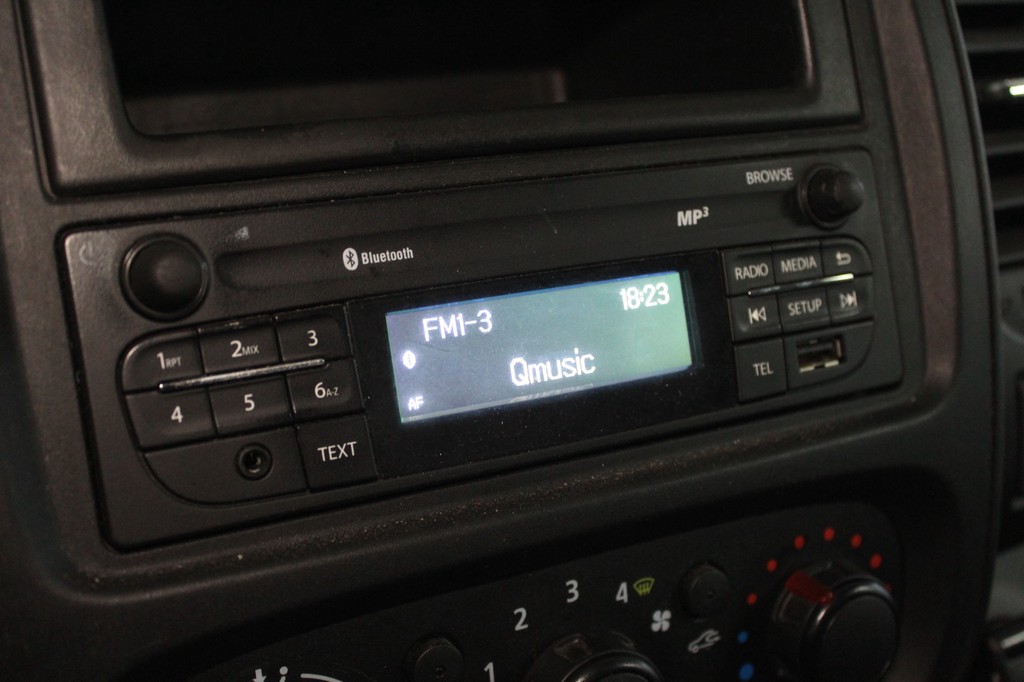 BROWSE
MP3
Bluetooth
RADIO MEDIA
SETUP
TEL
18:23
FM1-3
Qmusic
AF
1RPT 2MIX 3
4 5 6A-Z
TEXT
1 2 3 4